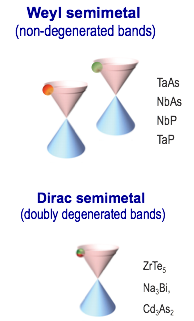 Weyl semimetal
(non-degenerated bands)
TaAs
NbAs
NbP
TaP
Dirac semimetal
(doubly degenerated bands)
ZrTe₅
Na₃Bi,
Cd₃As₂